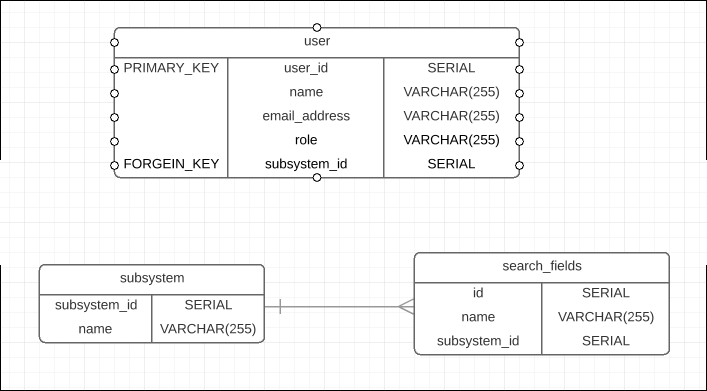 user
PRIMARY_KEY user_id SERIAL
name VARCHAR(255)
email_address VARCHAR(255)
role VARCHAR(255)
FORGEIN_KEY subsystem_id SERIAL
subsystem
subsystem_id SERIAL
name VARCHAR(255)
search_fields
id SERIAL
name VARCHAR(255)
subsystem_id SERIAL